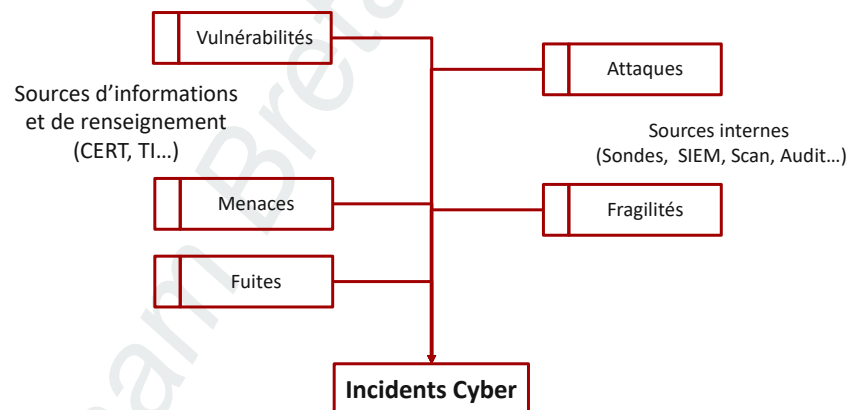 Vulnérabilités
Attaques
Sources d’informations
et de renseignement
(CERT, TI...)
Sources internes
(Sondes, SIEM, Scan, Audit...)
Menaces
Fragilités
Fuites
Incidents Cyber